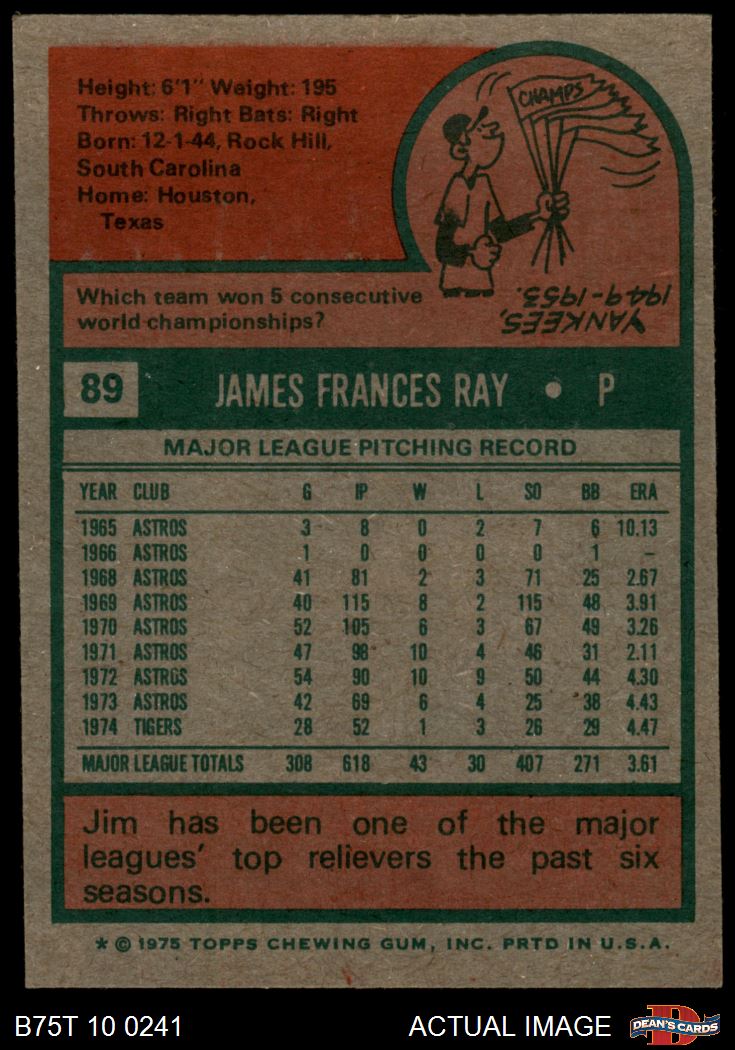 Height: 6'1" Weight: 195
Throws: Right Bats: Right
Born: 12-1-44, Rock Hill,
South Carolina
Home: Houston,
Texas
CHAMPS
Which team won 5 consecutive
world championships?
YANKEES,
1949-1953.
89 JAMES FRANCES RAY • P
MAJOR LEAGUE PITCHING RECORD
YEAR CLUB G IP W L SO BB ERA
1965 ASTROS 3 8 0 2 7 6 10.13
1966 ASTROS 1 0 0 0 0 1 –
1968 ASTROS 41 81 2 3 71 25 2.67
1969 ASTROS 40 115 8 2 115 48 3.91
1970 ASTROS 52 105 6 3 67 49 3.26
1971 ASTROS 47 98 10 4 46 31 2.11
1972 ASTROS 54 90 10 9 50 44 4.30
1973 ASTROS 42 69 6 4 25 38 4.43
1974 TIGERS 28 52 1 3 26 29 4.47
MAJOR LEAGUE TOTALS 308 618 43 30 407 271 3.61
Jim has been one of the major
leagues' top relievers the past six
seasons.
* © 1975 TOPPS CHEWING GUM, INC. PRTD IN U.S.A.
B75T 10 0241 ACTUAL IMAGE D DEAN'S CARDS